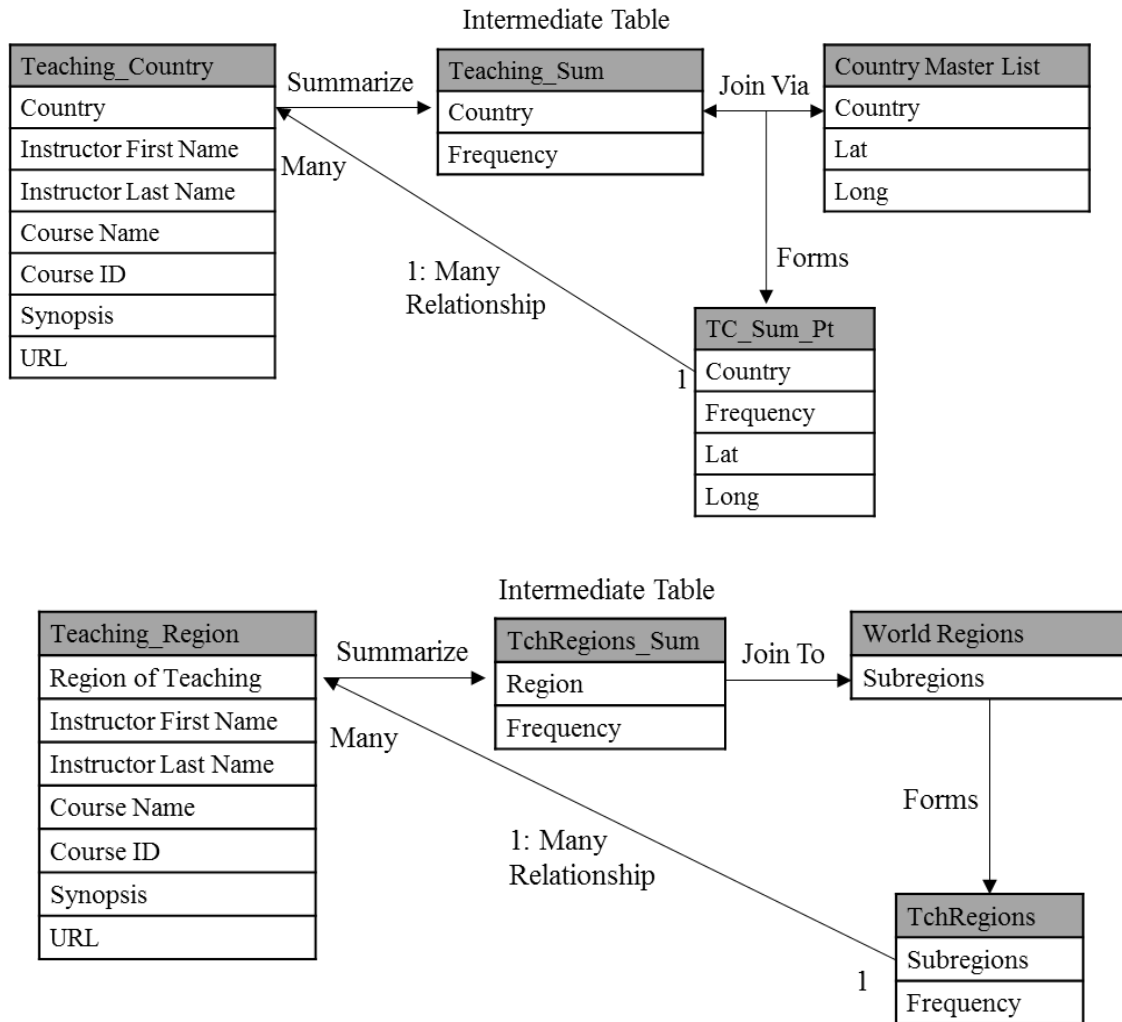 Intermediate Table
Teaching_Country
Country
Instructor First Name
Instructor Last Name
Course Name
Course ID
Synopsis
URL
Summarize
Many
Teaching_Sum
Country
Frequency
Join Via
Country Master List
Country
Lat
Long
Forms
1: Many
Relationship
1
TC_Sum_Pt
Country
Frequency
Lat
Long
Intermediate Table
Teaching_Region
Region of Teaching
Instructor First Name
Instructor Last Name
Course Name
Course ID
Synopsis
URL
Summarize
Many
TchRegions_Sum
Region
Frequency
Join To
World Regions
Subregions
Forms
1: Many
Relationship
1
TchRegions
Subregions
Frequency